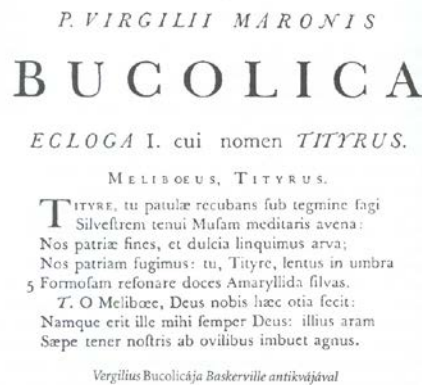 P. VIRGILII MARONIS
BUCOLICA
ECLOGA I. cui nomen TITYRUS.
MELIBOEUS, TITYRUS.
TITYRE, tu patulæ recubans ſub tegmine fagi
Silveſtrem tenui Muſam meditaris avena:
Nos patriæ fines, et dulcia linquimus arva;
Nos patriam fugimus: tu, Tityre, lentus in umbra
5 Formoſam reſonare doces Amaryllida ſilvas.
T. O Melibœe, Deus nobis hæc otia fecit:
Namque erit ille mihi ſemper Deus: illius aram
Sæpe tener noſtris ab ovilibus imbuet agnus.
Vergilius Bucolicája Baskerville antikvájával